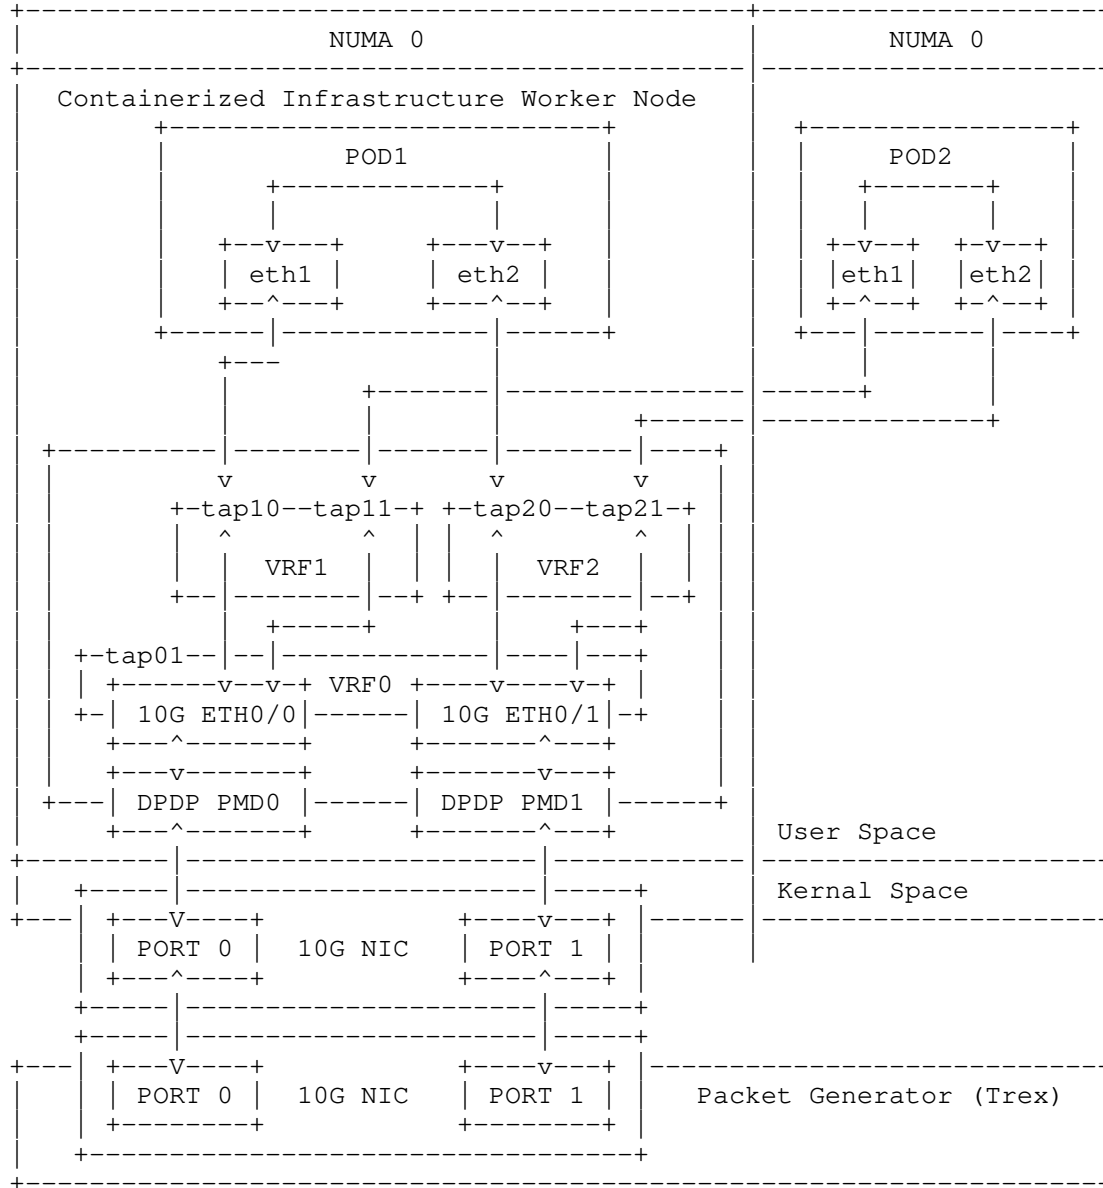 NUMA 0 NUMA 0
Containerized Infrastructure Worker Node
POD1 POD2
eth1 eth2 eth1 eth2
tap10 tap11 tap20 tap21
VRF1 VRF2
tap01
VRF0
10G ETH0/0 10G ETH0/1
DPDP PMD0 DPDP PMD1
User Space
Kernal Space
PORT 0 10G NIC PORT 1
PORT 0 10G NIC PORT 1 Packet Generator (Trex)